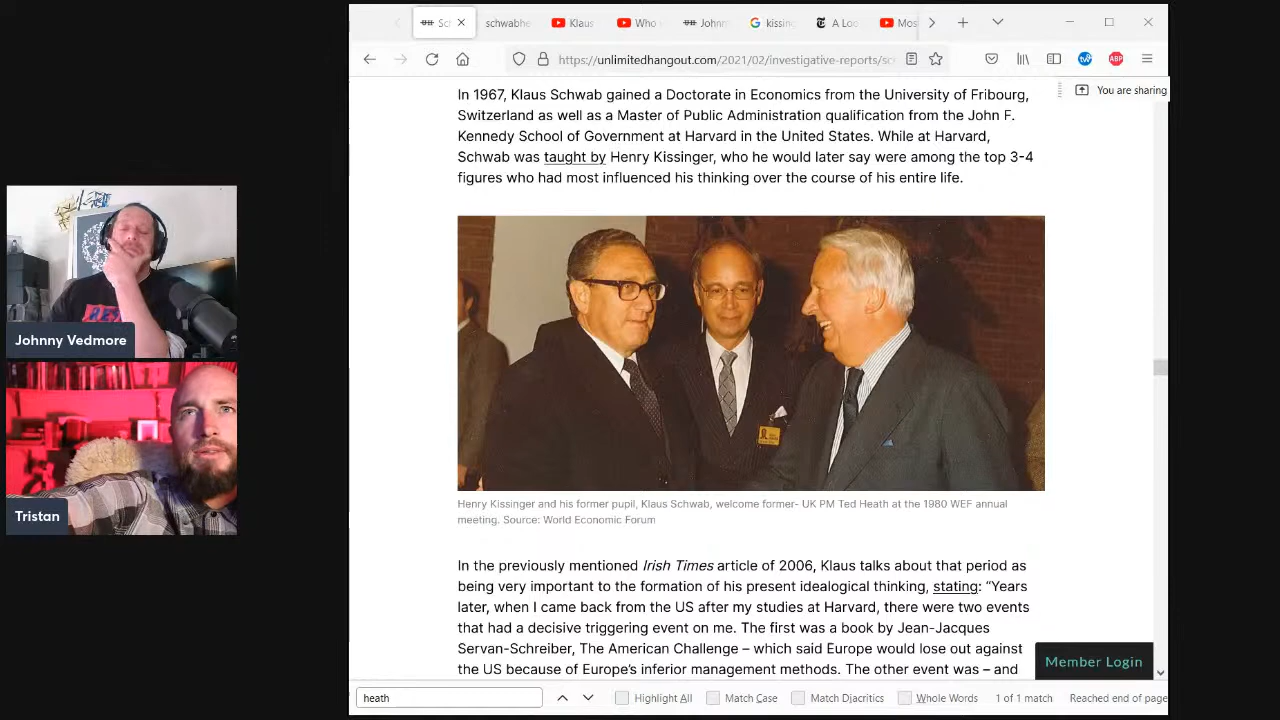 Sc
schwabhe
Klaus
Who
Johnn
kissing
A Loo
Mos
https://unlimitedhangout.com/2021/02/investigative-reports/sc
ABP
You are sharing
In 1967, Klaus Schwab gained a Doctorate in Economics from the University of Fribourg,
Switzerland as well as a Master of Public Administration qualification from the John F.
Kennedy School of Government at Harvard in the United States. While at Harvard,
Schwab was taught by Henry Kissinger, who he would later say were among the top 3-4
figures who had most influenced his thinking over the course of his entire life.
Henry Kissinger and his former pupil, Klaus Schwab, welcome former- UK PM Ted Heath at the 1980 WEF annual
meeting. Source: World Economic Forum
In the previously mentioned Irish Times article of 2006, Klaus talks about that period as
being very important to the formation of his present idealogical thinking, stating: “Years
later, when I came back from the US after my studies at Harvard, there were two events
that had a decisive triggering event on me. The first was a book by Jean-Jacques
Servan-Schreiber, The American Challenge – which said Europe would lose out against
the US because of Europe’s inferior management methods. The other event was – and
Member Login
heath
Highlight All
Match Case
Match Diacritics
Whole Words
1 of 1 match
Reached end of page
Johnny Vedmore
Tristan